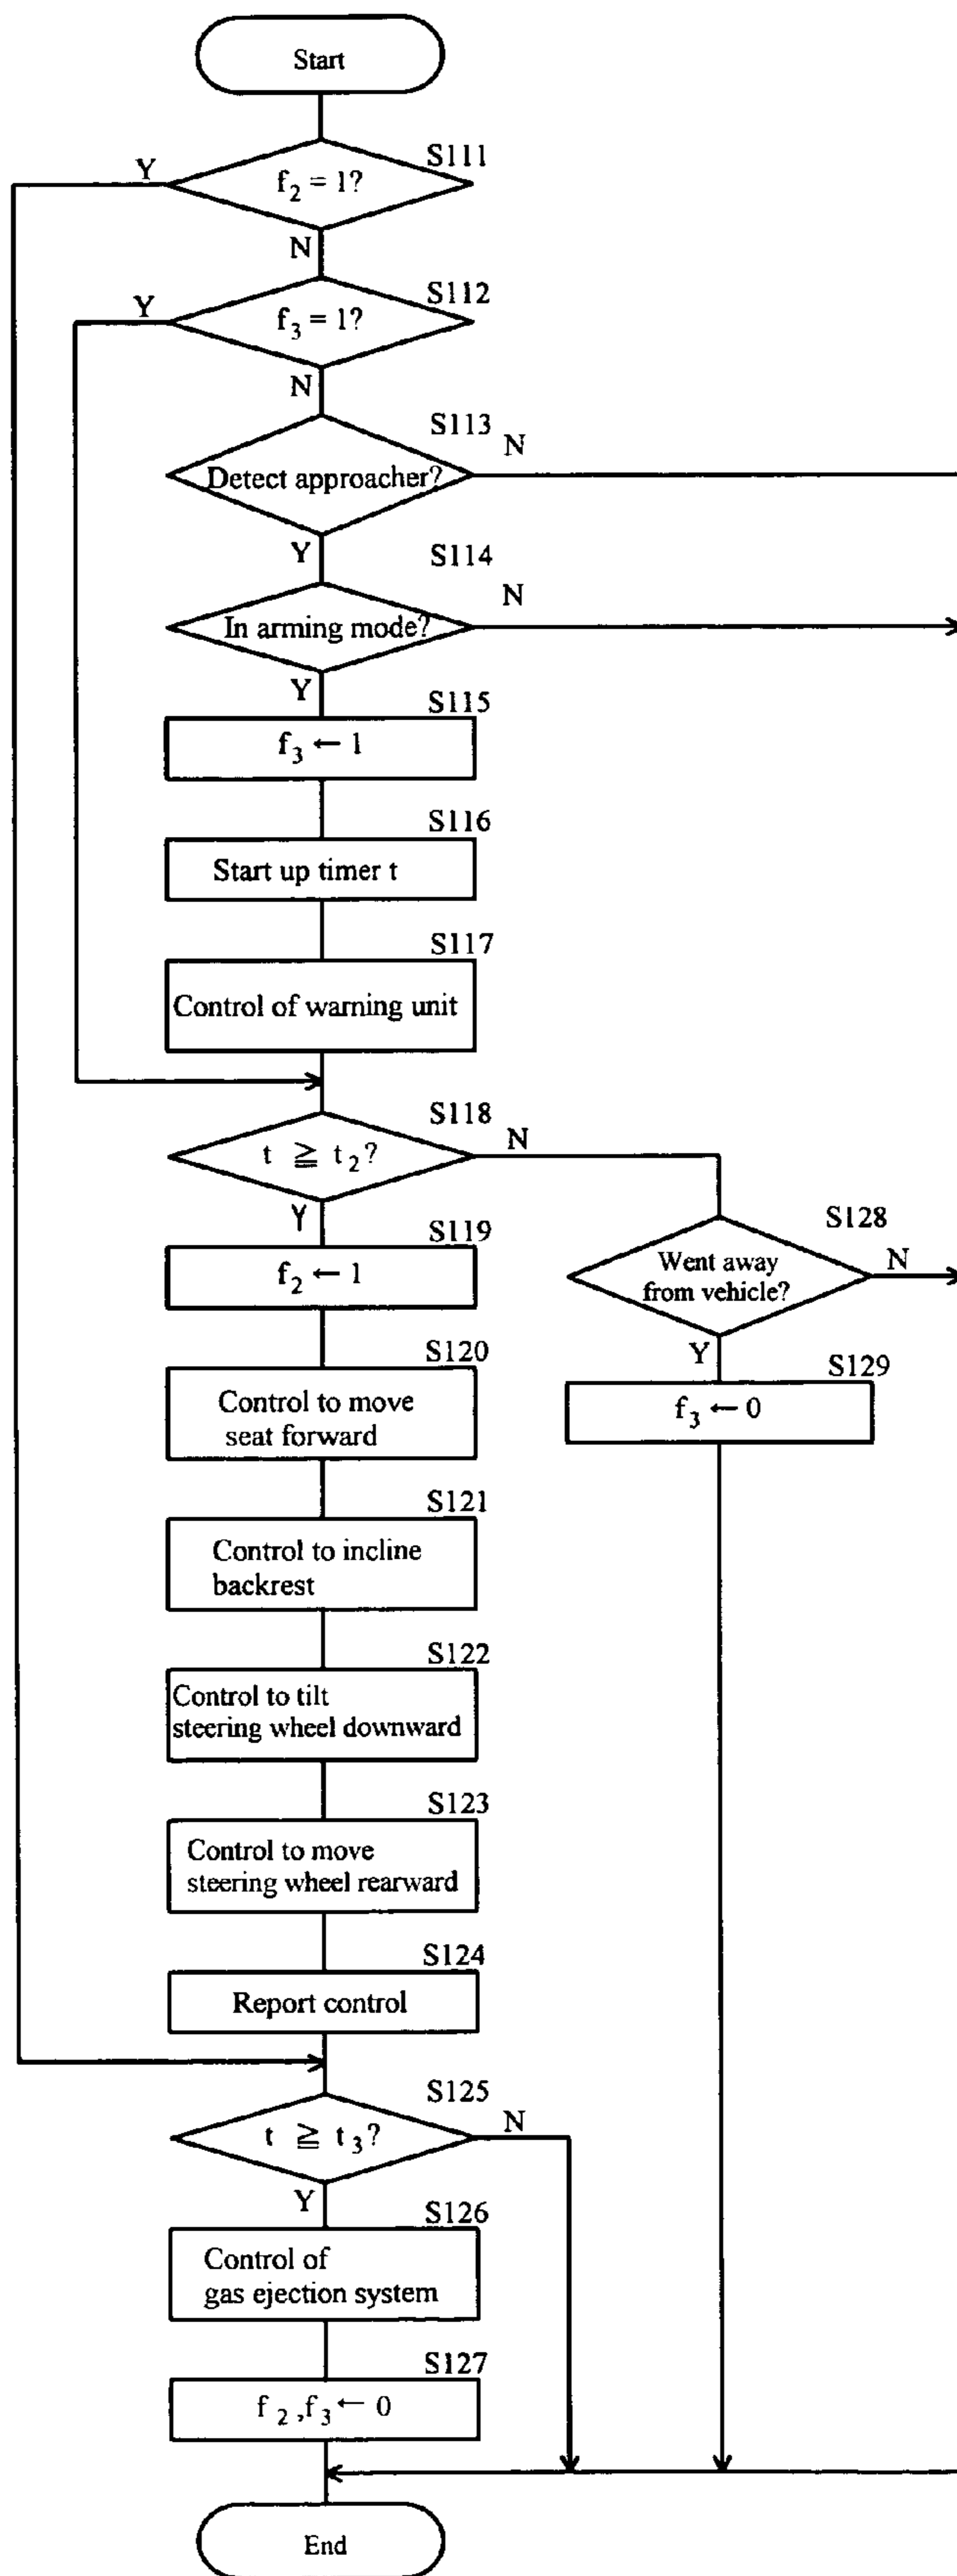 Start
S111
Y
f2 = 1?
N
S112
Y
f3 = 1?
N
S113
N
Detect approacher?
Y
S114
N
In arming mode?
Y
S115
f3 ← 1
S116
Start up timer t
S117
Control of warning unit
S118
t ≧ t2?
N
Y
S119
f2 ← 1
S128
Went away
from vehicle?
N
Y
S129
f3 ← 0
S120
Control to move
seat forward
S121
Control to incline
backrest
S122
Control to tilt
steering wheel downward
S123
Control to move
steering wheel rearward
S124
Report control
S125
t ≧ t3?
N
Y
S126
Control of
gas ejection system
S127
f2,f3 ← 0
End